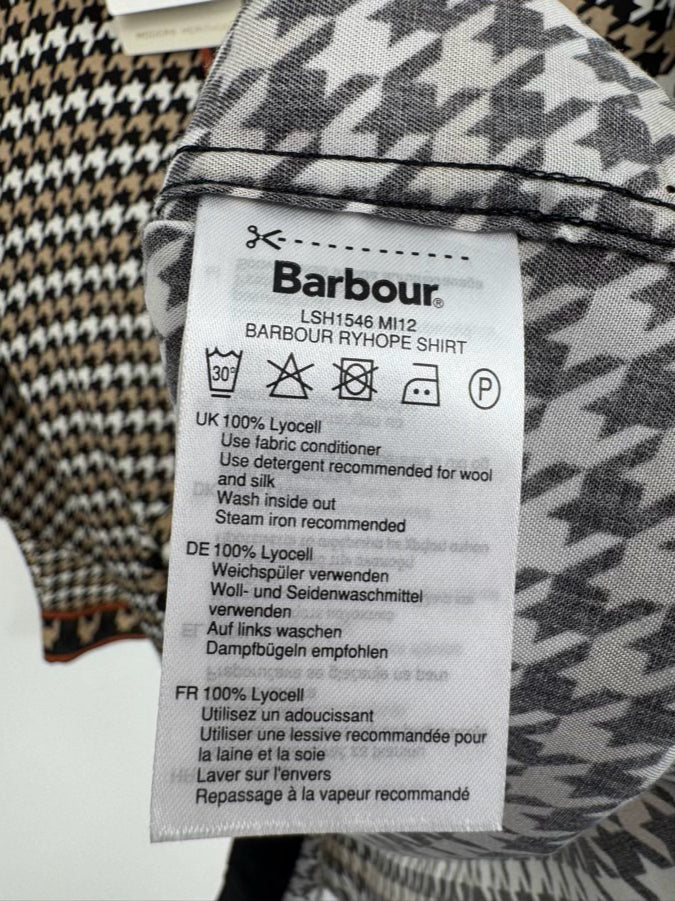 MODERN HERITAGE
Barbour®
LSH1546 MI12
BARBOUR RYHOPE SHIRT
30°
P
UK 100% Lyocell
Use fabric conditioner
Use detergent recommended for wool
and silk
Wash inside out
Steam iron recommended
DE 100% Lyocell
Weichspüler verwenden
Woll- und Seidenwaschmittel
verwenden
Auf links waschen
Dampfbügeln empfohlen
FR 100% Lyocell
Utilisez un adoucissant
Utiliser une lessive recommandée pour
la laine et la soie
Laver sur l'envers
Repassage à la vapeur recommandé